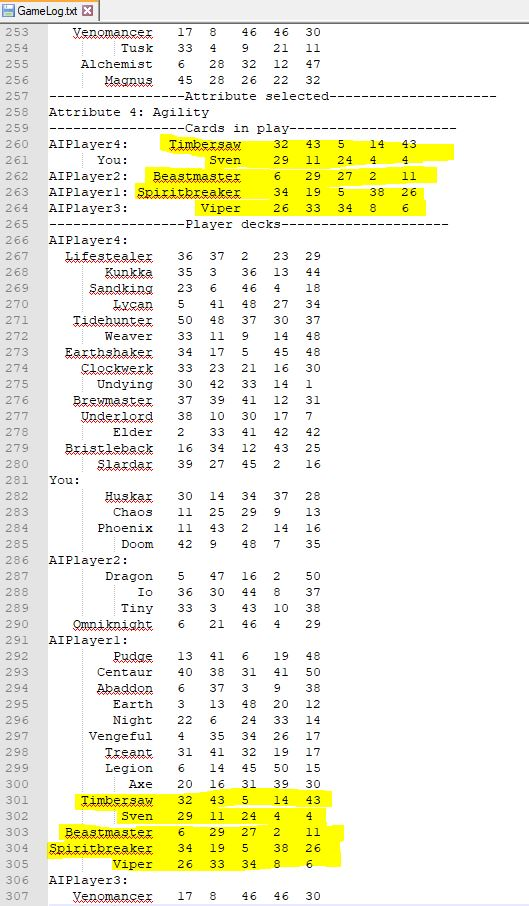 GameLog.txt
253 Venomancer 17 8 46 46 30
254 Tusk 33 4 9 21 11
255 Alchemist 6 28 32 12 47
256 Magnus 45 28 26 22 32
257 -----------------Attribute selected---------------------
258 Attribute 4: Agility
259 -----------------Cards in play---------------------
260 AIPlayer4: Timbersaw 32 43 5 14 43
261 You: Sven 29 11 24 4 4
262 AIPlayer2: Beastmaster 6 29 27 2 11
263 AIPlayer1: Spiritbreaker 34 19 5 38 26
264 AIPlayer3: Viper 26 33 34 8 6
265 -----------------Player decks---------------------
266 AIPlayer4:
267 Lifestealer 36 37 2 23 29
268 Kunkka 35 3 36 13 44
269 Sandking 23 6 46 4 18
270 Lycan 5 41 48 27 34
271 Tidehunter 50 48 37 30 37
272 Weaver 33 11 9 14 48
273 Earthshaker 34 17 5 45 48
274 Clockwerk 33 23 21 16 30
275 Undying 30 42 33 14 1
276 Brewmaster 37 39 41 12 31
277 Underlord 38 10 30 17 7
278 Elder 2 33 41 42 42
279 Bristleback 16 34 12 43 25
280 Slardar 39 27 45 2 16
281 You:
282 Huskar 30 14 34 37 28
283 Chaos 11 25 29 9 13
284 Phoenix 11 43 2 14 16
285 Doom 42 9 48 7 35
286 AIPlayer2:
287 Dragon 5 47 16 2 50
288 Io 36 30 44 8 37
289 Tiny 33 3 43 10 38
290 Omniknight 6 21 46 4 29
291 AIPlayer1:
292 Pudge 13 41 6 19 48
293 Centaur 40 38 31 41 50
294 Abaddon 6 37 3 9 38
295 Earth 3 13 48 20 12
296 Night 22 6 24 33 14
297 Vengeful 4 35 34 26 17
298 Treant 31 41 32 19 17
299 Legion 6 14 45 50 15
300 Axe 20 16 31 39 30
301 Timbersaw 32 43 5 14 43
302 Sven 29 11 24 4 4
303 Beastmaster 6 29 27 2 11
304 Spiritbreaker 34 19 5 38 26
305 Viper 26 33 34 8 6
306 AIPlayer3:
307 Venomancer 17 8 46 46 30